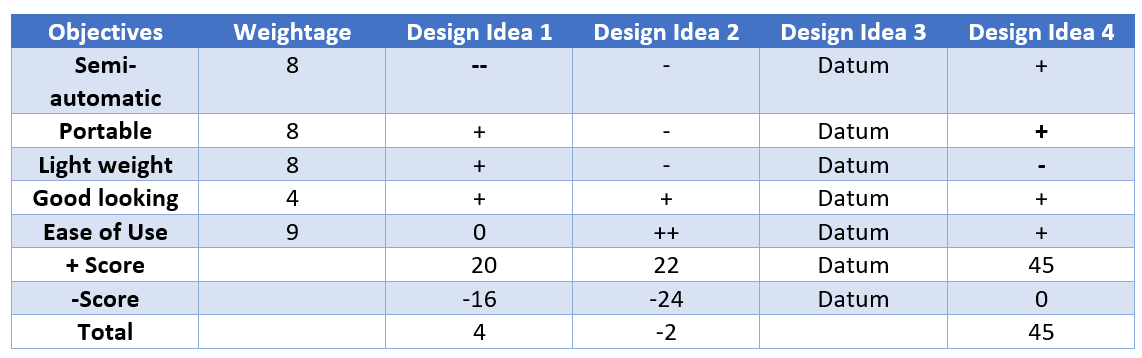 Objectives Weightage Design Idea 1 Design Idea 2 Design Idea 3 Design Idea 4
Semi- 8 -- - Datum +
automatic
Portable 8 + - Datum +
Light weight 8 + - Datum -
Good looking 4 + + Datum +
Ease of Use 9 0 ++ Datum +
+ Score 20 22 Datum 45
-Score -16 -24 Datum 0
Total 4 -2 45